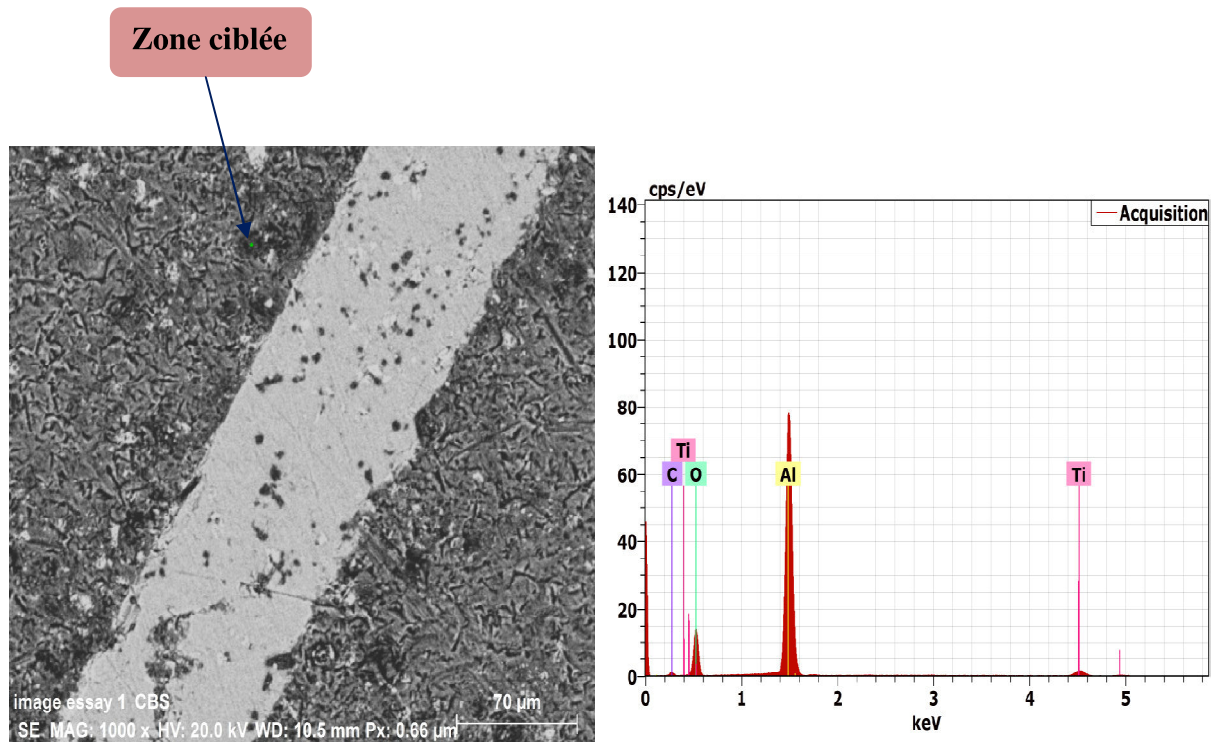 Zone ciblée
image essay 1 CBS
70 µm
SE MAG: 1000 x HV: 20.0 kV WD: 10.5 mm Px: 0.66 µm
cps/eV
Acquisition
140
120
100
80
60
40
20
0
Ti
C O Al Ti
0 1 2 3 4 5
keV